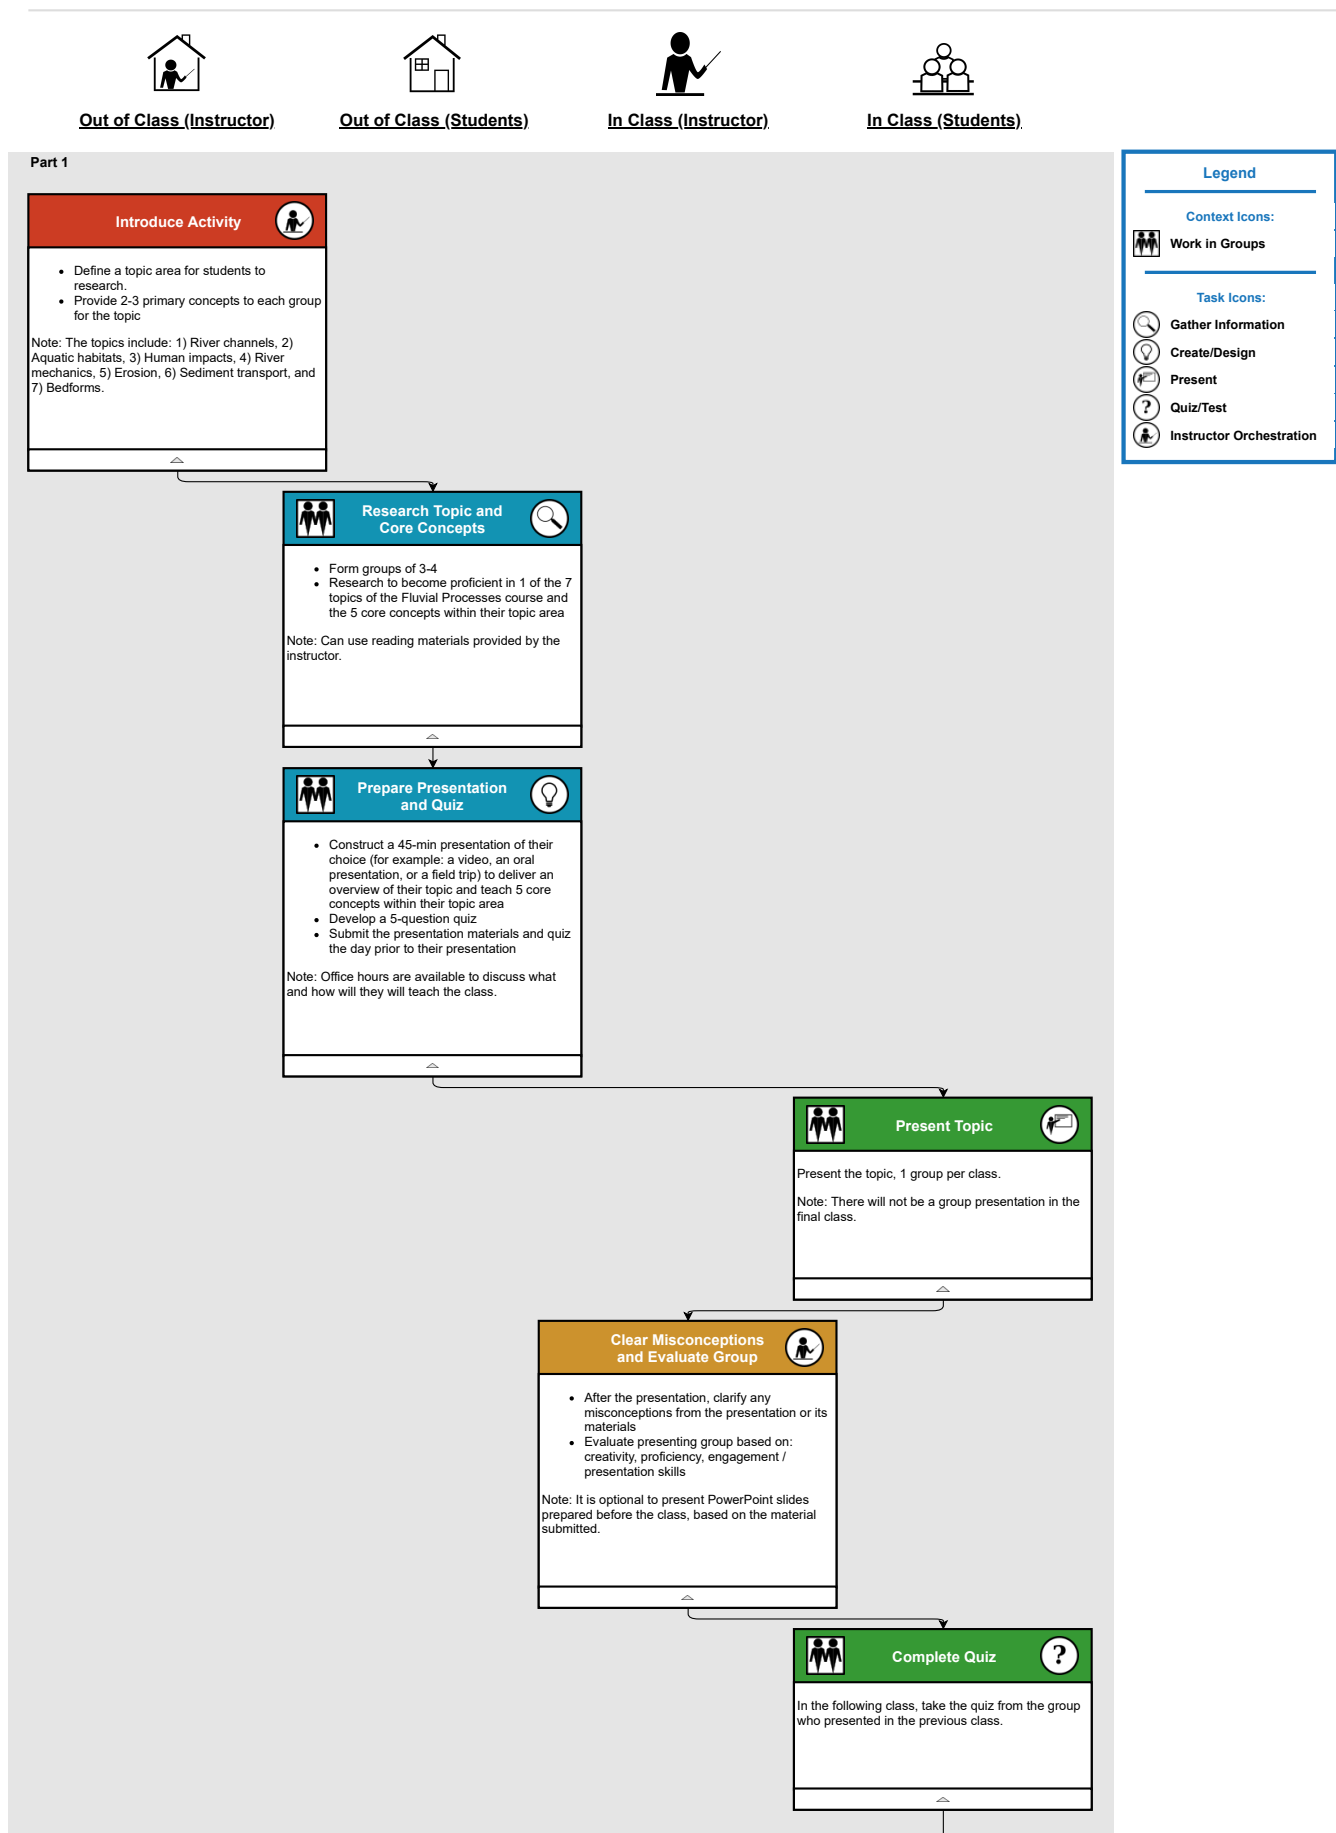 Out of Class (Instructor)
Out of Class (Students)
In Class (Instructor)
In Class (Students)
Part 1
Legend
Context Icons:
Work in Groups
Task Icons:
Gather Information
Create/Design
Present
Quiz/Test
Instructor Orchestration
Introduce Activity
• Define a topic area for students to
research.
• Provide 2-3 primary concepts to each group
for the topic
Note: The topics include: 1) River channels, 2)
Aquatic habitats, 3) Human impacts, 4) River
mechanics, 5) Erosion, 6) Sediment transport, and
7) Bedforms.
Research Topic and
Core Concepts
• Form groups of 3-4
• Research to become proficient in 1 of the 7
topics of the Fluvial Processes course and
the 5 core concepts within their topic area
Note: Can use reading materials provided by the
instructor.
Prepare Presentation
and Quiz
• Construct a 45-min presentation of their
choice (for example: a video, an oral
presentation, or a field trip) to deliver an
overview of their topic and teach 5 core
concepts within their topic area
• Develop a 5-question quiz
• Submit the presentation materials and quiz
the day prior to their presentation
Note: Office hours are available to discuss what
and how will they will teach the class.
Present Topic
Present the topic, 1 group per class.
Note: There will not be a group presentation in the
final class.
Clear Misconceptions
and Evaluate Group
• After the presentation, clarify any
misconceptions from the presentation or its
materials
• Evaluate presenting group based on:
creativity, proficiency, engagement /
presentation skills
Note: It is optional to present PowerPoint slides
prepared before the class, based on the material
submitted.
Complete Quiz
?
In the following class, take the quiz from the group
who presented in the previous class.